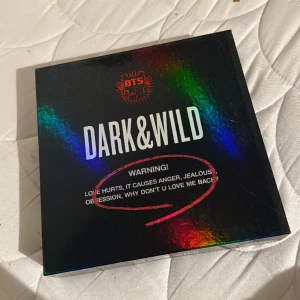 BTS
DARK&WILD
WARNING!
LOVE HURTS, IT CAUSES ANGER, JEALOUSY,
OBSESSION, WHY DON'T U LOVE ME BACK?